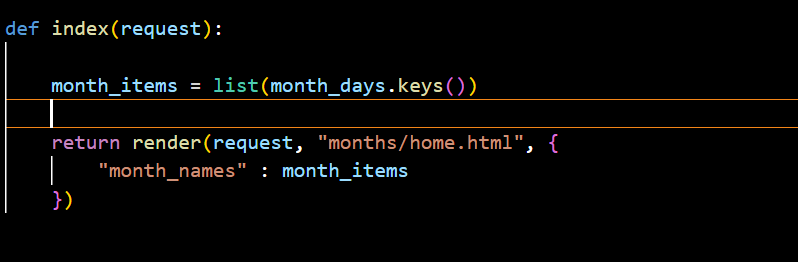 def index(request):
month_items = list(month_days.keys())
return render(request, "months/home.html", {
"month_names" : month_items
})